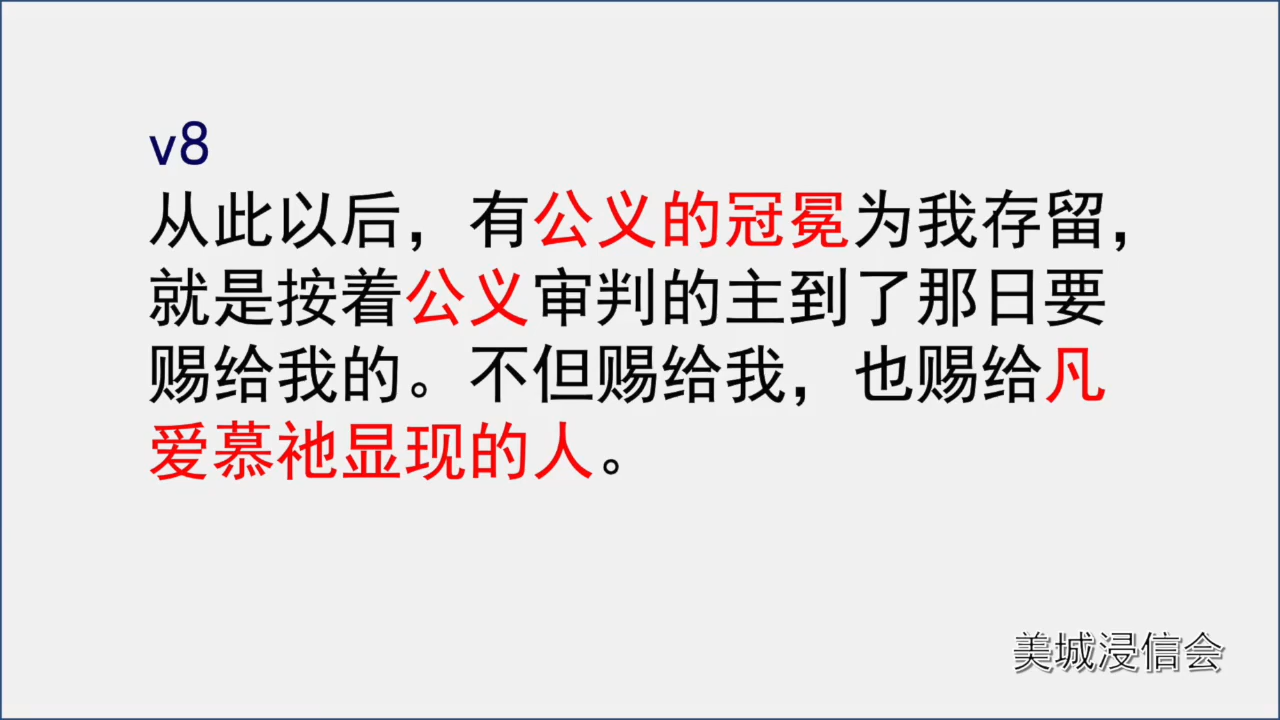 v8
从此以后，有公义的冠冕为我存留，
就是按着公义审判的主到了那日要
赐给我的。不但赐给我，也赐给凡
爱慕祂显现的人。
美城浸信会